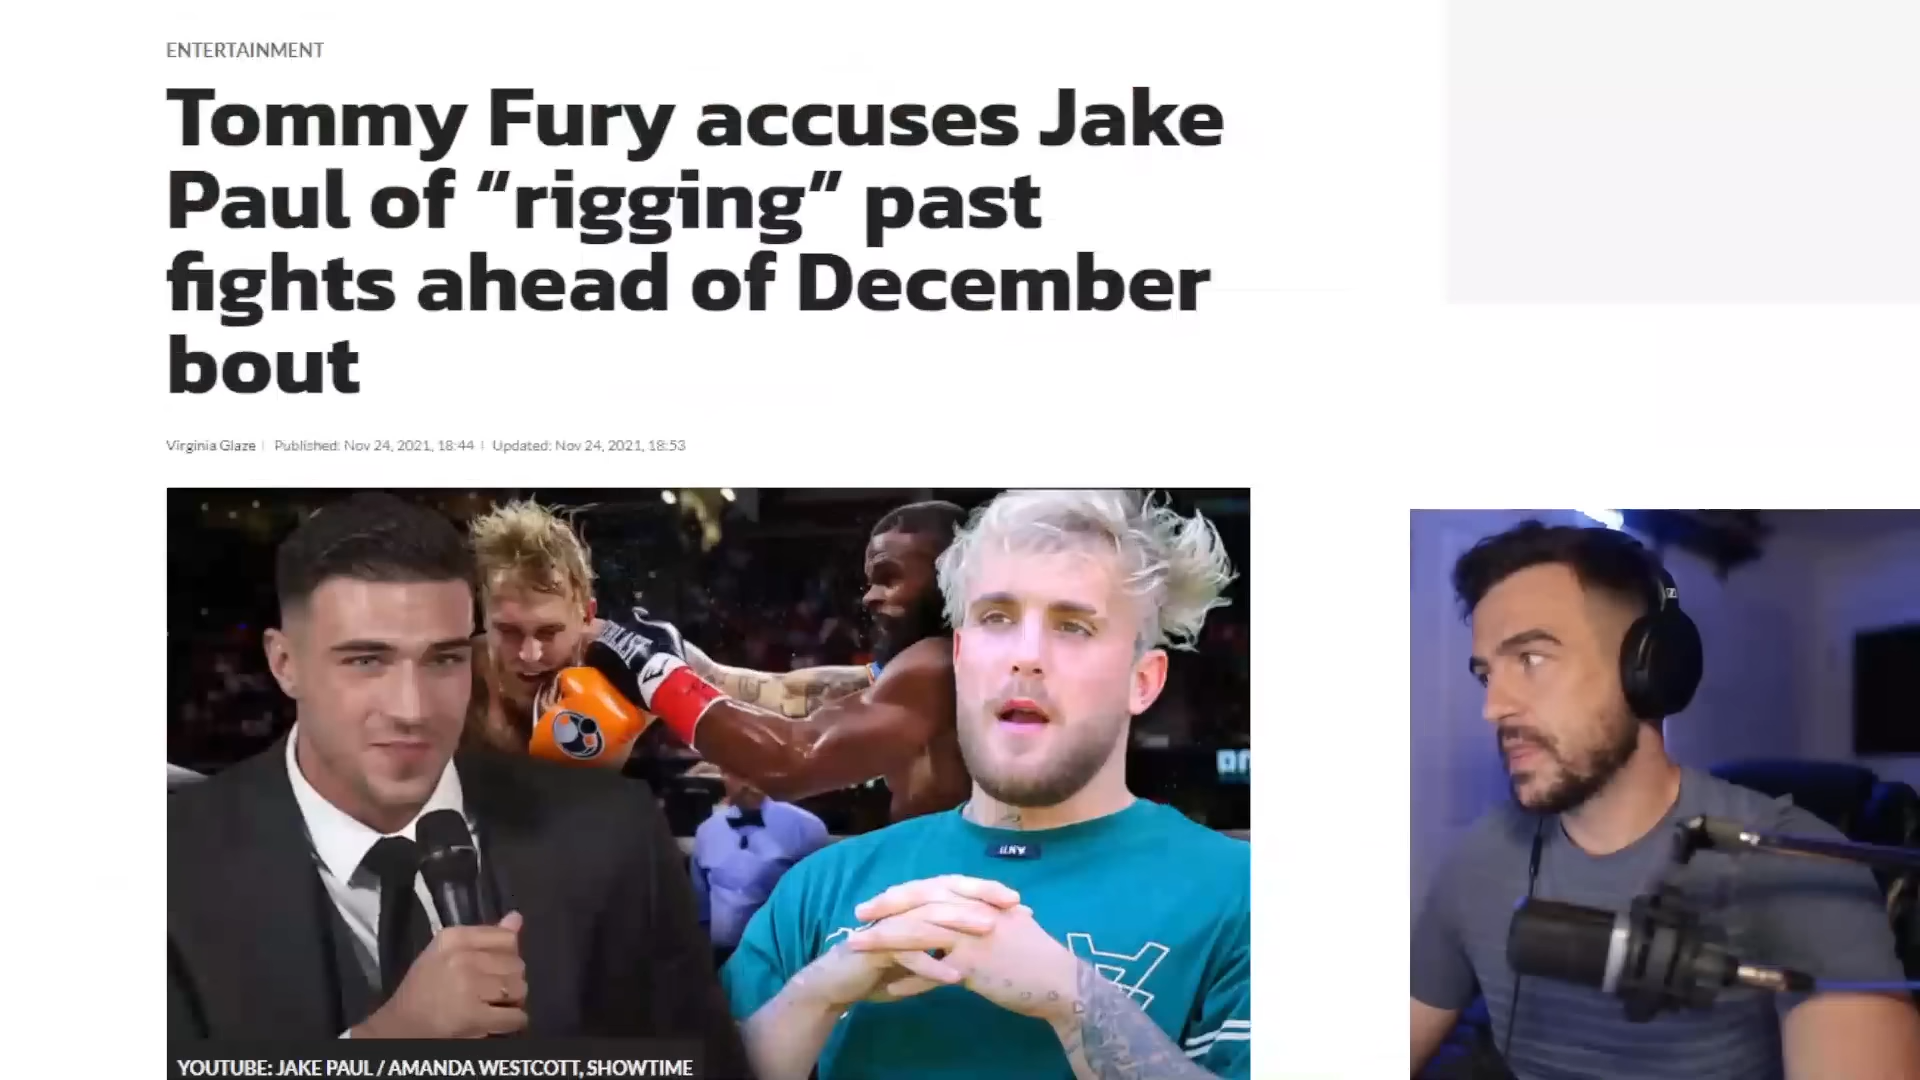 ENTERTAINMENT
Tommy Fury accuses Jake
Paul of “rigging” past
fights ahead of December
bout
Virginia Glaze | Published: Nov 24, 2021, 18:44 | Updated: Nov 24, 2021, 18:53
YOUTUBE: JAKE PAUL / AMANDA WESTCOTT, SHOWTIME